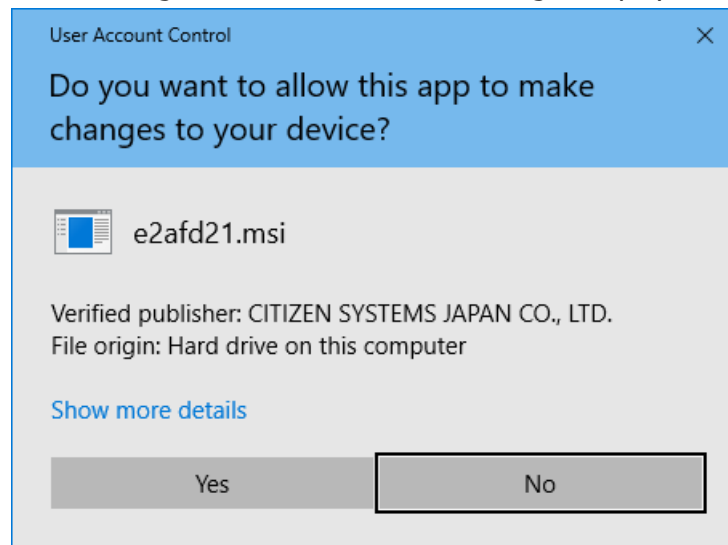 User Account Control
Do you want to allow this app to make
changes to your device?
e2afd21.msi
Verified publisher: CITIZEN SYSTEMS JAPAN CO., LTD.
File origin: Hard drive on this computer
Show more details
Yes
No